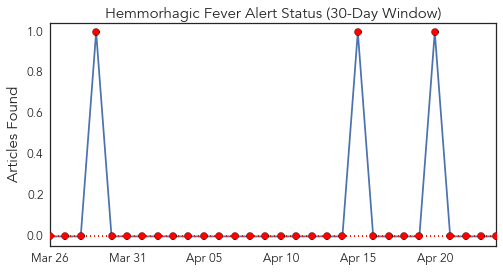 Hemmorhagic Fever Alert Status (30-Day Window)
Articles Found
1.0
0.8
0.6
0.4
0.2
0.0
Mar 26 Mar 31 Apr 05 Apr 10 Apr 15 Apr 20